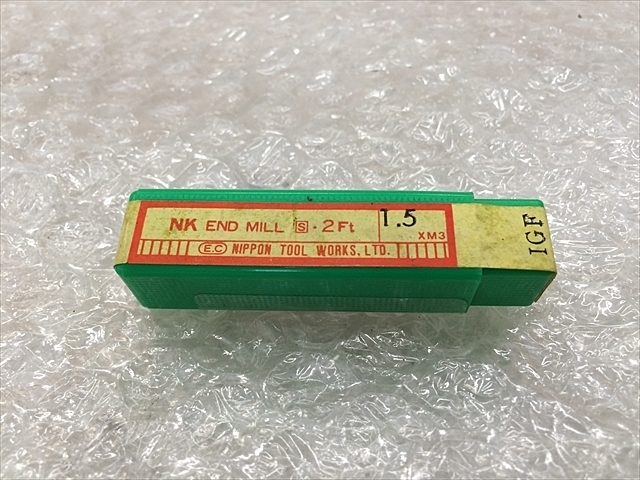 NK END MILL S · 2Ft 1.5
XM3
E.C NIPPON TOOL WORKS, LTD.
IGF